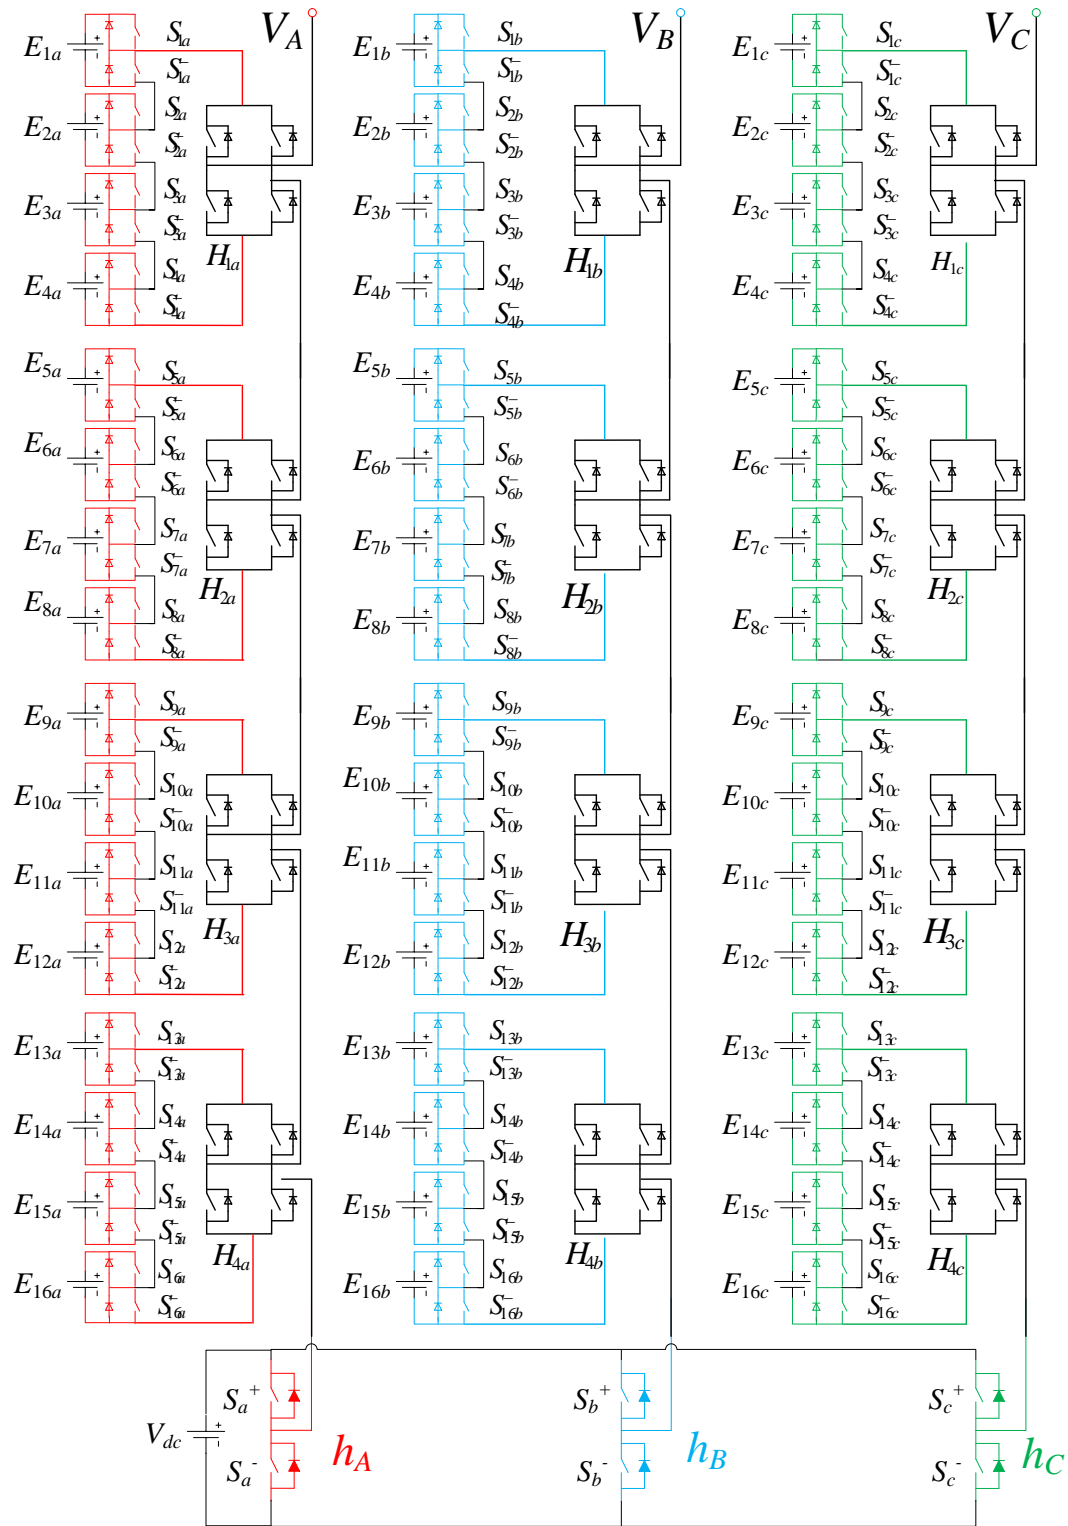 E1a S1a VA E1b S1b VB E1c S1c VC
S1a- S1b- S1c-
E2a S2a E2b S2b E2c S2c
S2a- S2b- S2c-
E3a S3a E3b S3b E3c S3c
S3a- S3b- S3c-
H1a H1b H1c
E4a S4a E4b S4b E4c S4c
S4a- S4b- S4c-
E5a S5a E5b S5b E5c S5c
S5a- S5b- S5c-
E6a S6a E6b S6b E6c S6c
S6a- S6b- S6c-
E7a S7a E7b S7b E7c S7c
S7a- S7b- S7c-
H2a H2b H2c
E8a S8a E8b S8b E8c S8c
S8a- S8b- S8c-
E9a S9a E9b S9b E9c S9c
S9a- S9b- S9c-
E10a S10a E10b S10b E10c S10c
S10a- S10b- S10c-
E11a S11a E11b S11b E11c S11c
S11a- S11b- S11c-
H3a H3b H3c
E12a S12a E12b S12b E12c S12c
S12a- S12b- S12c-
E13a S13a E13b S13b E13c S13c
S13a- S13b- S13c-
E14a S14a E14b S14b E14c S14c
S14a- S14b- S14c-
E15a S15a E15b S15b E15c S15c
S15a- S15b- S15c-
H4a H4b H4c
E16a S16a E16b S16b E16c S16c
S16a- S16b- S16c-
Sa+ Sb+ Sc+
Vdc hA hB hC
Sa- Sb- Sc-